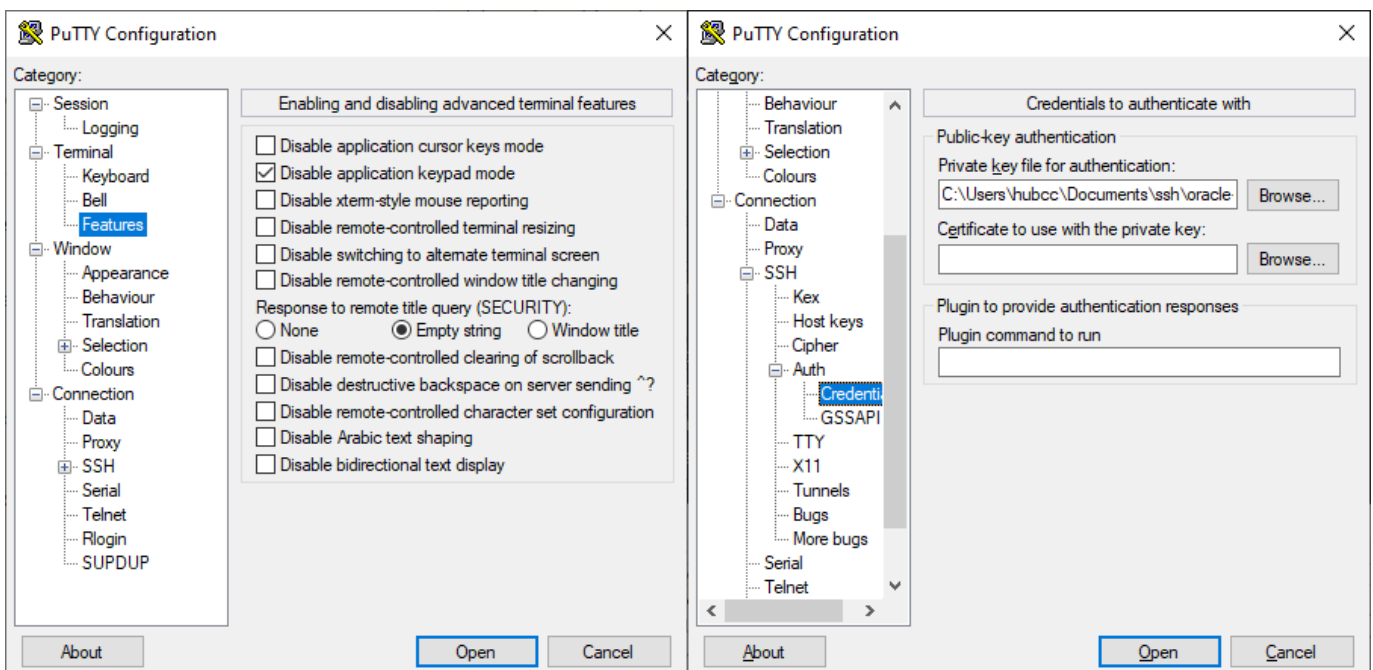 PuTTY Configuration
Category:
Session
Logging
Terminal
Keyboard
Bell
Features
Window
Appearance
Behaviour
Translation
Selection
Colours
Connection
Data
Proxy
SSH
Serial
Telnet
Rlogin
SUPDUP
Enabling and disabling advanced terminal features
Disable application cursor keys mode
Disable application keypad mode
Disable xterm-style mouse reporting
Disable remote-controlled terminal resizing
Disable switching to alternate terminal screen
Disable remote-controlled window title changing
Response to remote title query (SECURITY):
None Empty string Window title
Disable remote-controlled clearing of scrollback
Disable destructive backspace on server sending ^?
Disable remote-controlled character set configuration
Disable Arabic text shaping
Disable bidirectional text display
About Open Cancel
PuTTY Configuration
Category:
Behaviour
Translation
Selection
Colours
Connection
Data
Proxy
SSH
Kex
Host keys
Cipher
Auth
Credentia
GSSAPI
TTY
X11
Tunnels
Bugs
More bugs
Serial
Telnet
Credentials to authenticate with
Public-key authentication
Private key file for authentication:
C:\Users\hubcc\Documents\ssh\oracle- Browse...
Certificate to use with the private key:
Browse...
Plugin to provide authentication responses
Plugin command to run
About Open Cancel